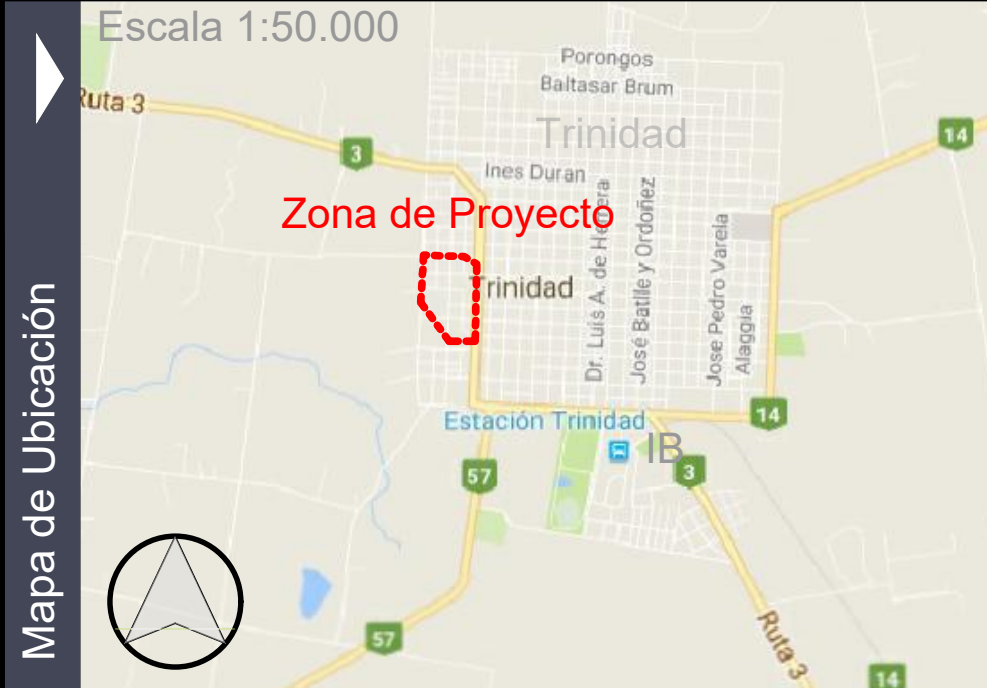 Escala 1:50.000
Mapa de Ubicación
Porongos
Baltasar Brum
Ruta 3
Trinidad
14
3
Ines Duran
Zona de Proyecto
Trinidad
Dr. Luis A. de Herrera
José Batlle y Ordoñez
Jose Pedro Varela
Alaggia
14
Estación Trinidad
IB
3
57
57
Ruta 3
14